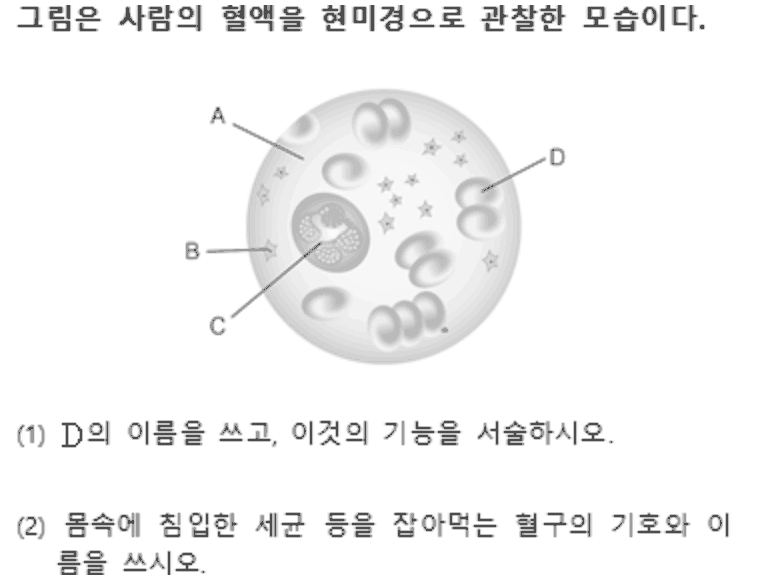 그림은 사람의 혈액을 현미경으로 관찰한 모습이다.
A
D
B
C
(1) D의 이름을 쓰고, 이것의 기능을 서술하시오.
(2) 몸속에 침입한 세균 등을 잡아먹는 혈구의 기호와 이
름을 쓰시오.